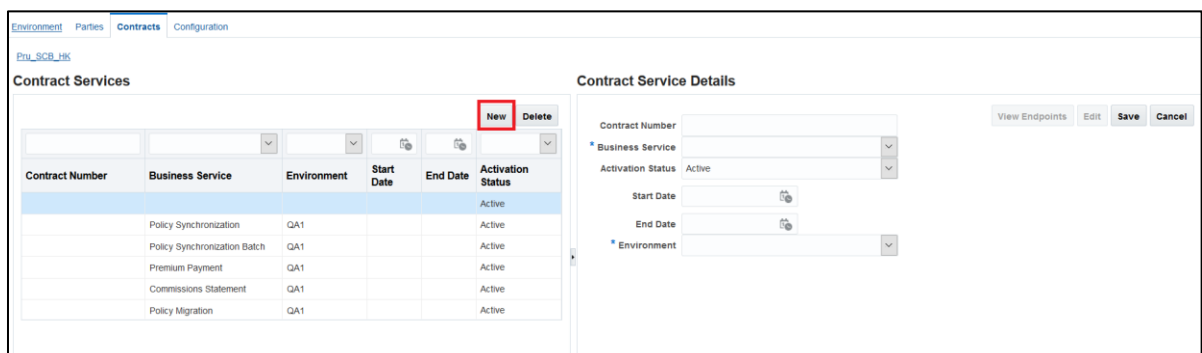 Environment Parties Contracts Configuration
Pru_SCB_HK
Contract Services
New Delete
Contract Number Business Service Environment Start Date End Date Activation Status
Active
Policy Synchronization QA1 Active
Policy Synchronization Batch QA1 Active
Premium Payment QA1 Active
Commissions Statement QA1 Active
Policy Migration QA1 Active
Contract Service Details
View Endpoints Edit Save Cancel
Contract Number
* Business Service
Activation Status Active
Start Date
End Date
* Environment